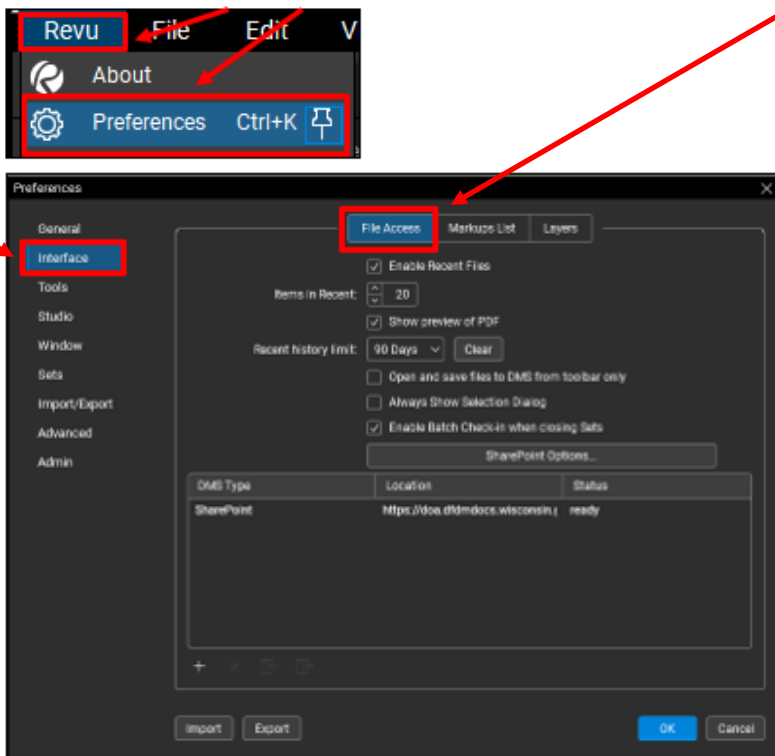 Revu File Edit V
About
Preferences Ctrl+K
Preferences
General
Interface
Tools
Studio
Window
Sets
Import/Export
Advanced
Admin
File Access Markups List Layers
Enable Recent Files
Items in Recent: 20
Show preview of PDF
Recent history limit: 90 Days Clear
Open and save files to DMS from toolbar only
Always Show Selection Dialog
Enable Batch Check-in when closing Sets
SharePoint Options...
DMS Type Location Status
SharePoint https://doa.dfdmdocs.wisconsin.g ready
Import Export OK Cancel